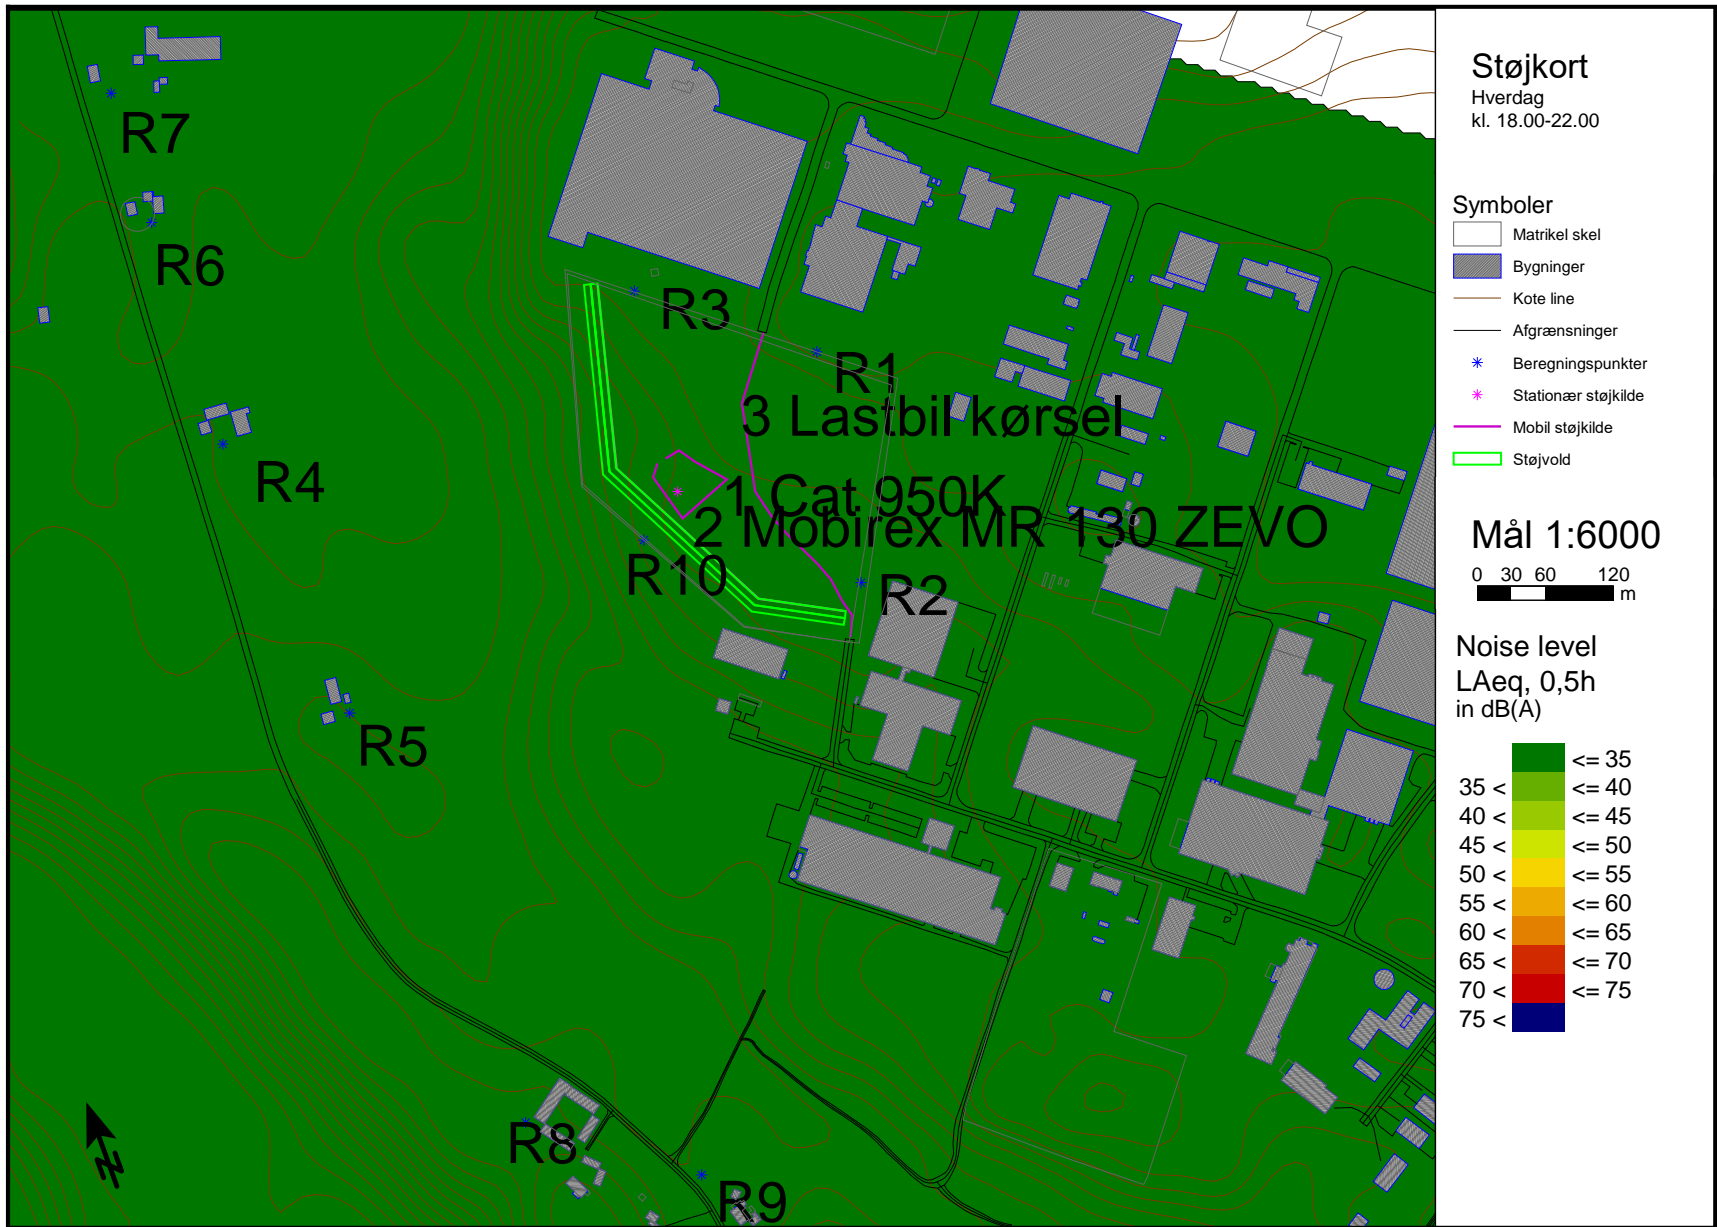 R7
R6
R3
R1
3 Lastbil kørsel
R4
1 Cat 950K
2 Mobirex MR 130 ZEVO
R10
R2
R5
R8
R9
N
Støjkort
Hverdag
kl. 18.00-22.00
Symboler
Matrikel skel
Bygninger
Kote line
Afgrænsninger
Beregningspunkter
Stationær støjkilde
Mobil støjkilde
Støjvold
Mål 1:6000
0 30 60 120
m
Noise level
LAeq, 0,5h
in dB(A)
<= 35
35 < <= 40
40 < <= 45
45 < <= 50
50 < <= 55
55 < <= 60
60 < <= 65
65 < <= 70
70 < <= 75
75 <